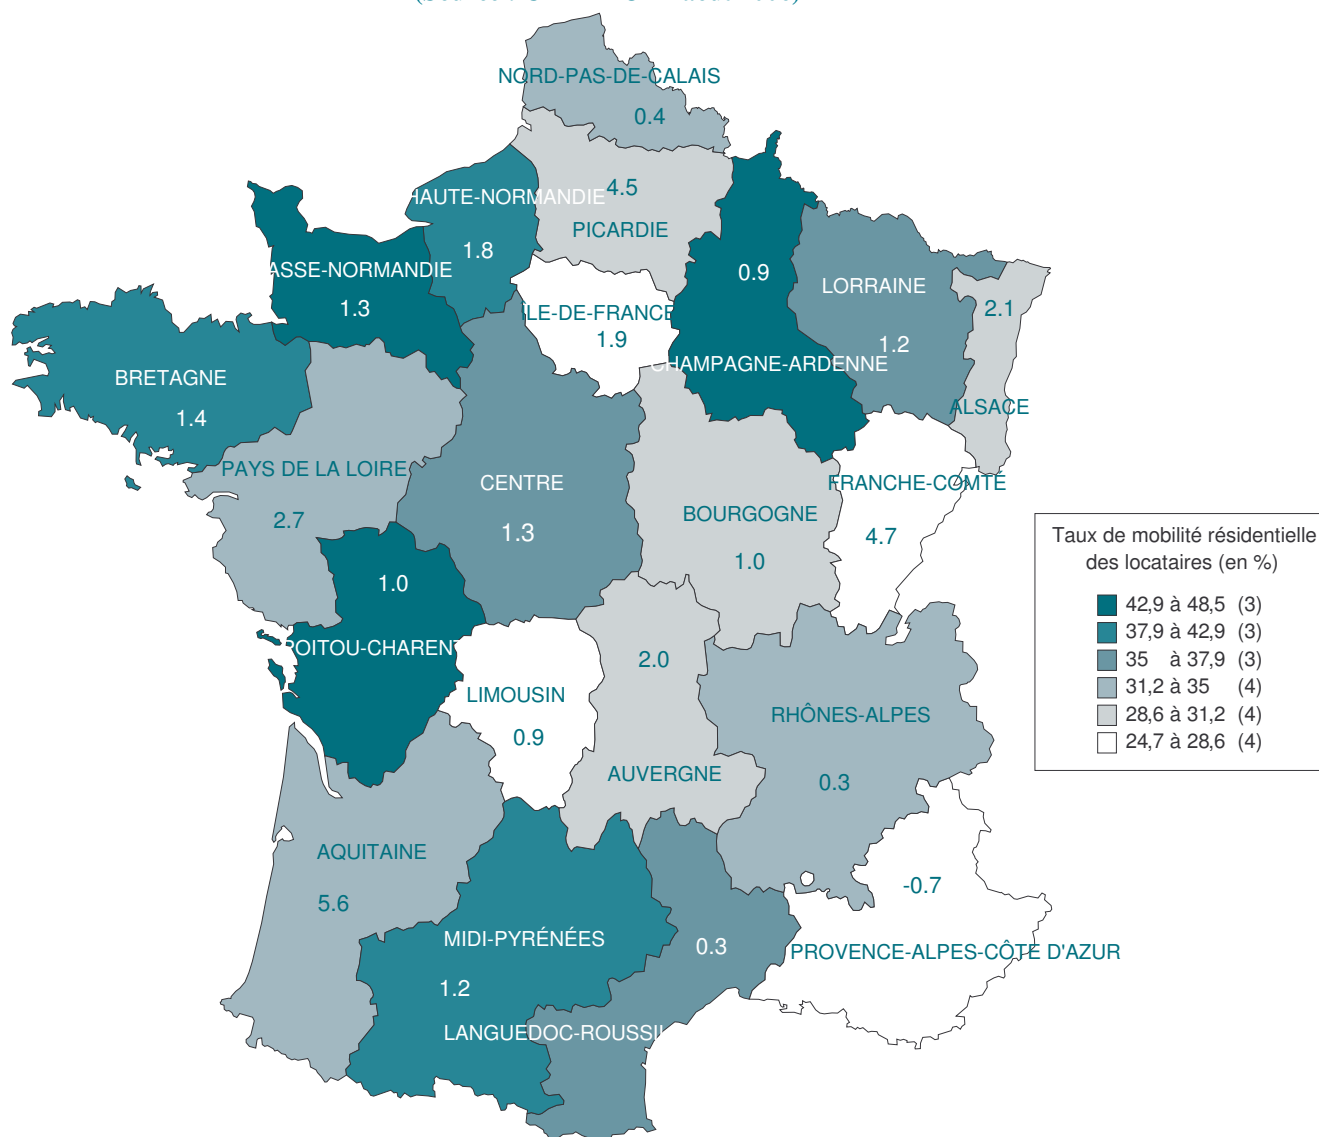 NORD-PAS-DE-CALAIS
0.4
4.5
HAUTE-NORMANDIE
PICARDIE
1.8
0.9
ASSE-NORMANDIE
LORRAINE
1.3
2.1
ÎLE-DE-FRANCE
1.9
1.2
CHAMPAGNE-ARDENNE
BRETAGNE
1.4
ALSACE
PAYS DE LA LOIRE
CENTRE
FRANCHE-COMTÉ
2.7
BOURGOGNE
1.3
4.7
1.0
1.0
POITOU-CHARENT
2.0
LIMOUSIN
RHÔNES-ALPES
0.9
AUVERGNE
0.3
AQUITAINE
5.6
-0.7
MIDI-PYRÉNÉES
0.3
PROVENCE-ALPES-CÔTE D'AZUR
1.2
LANGUEDOC-ROUSSIL
Taux de mobilité résidentielle
des locataires (en %)
42,9 à 48,5 (3)
37,9 à 42,9 (3)
35 à 37,9 (3)
31,2 à 35 (4)
28,6 à 31,2 (4)
24,7 à 28,6 (4)